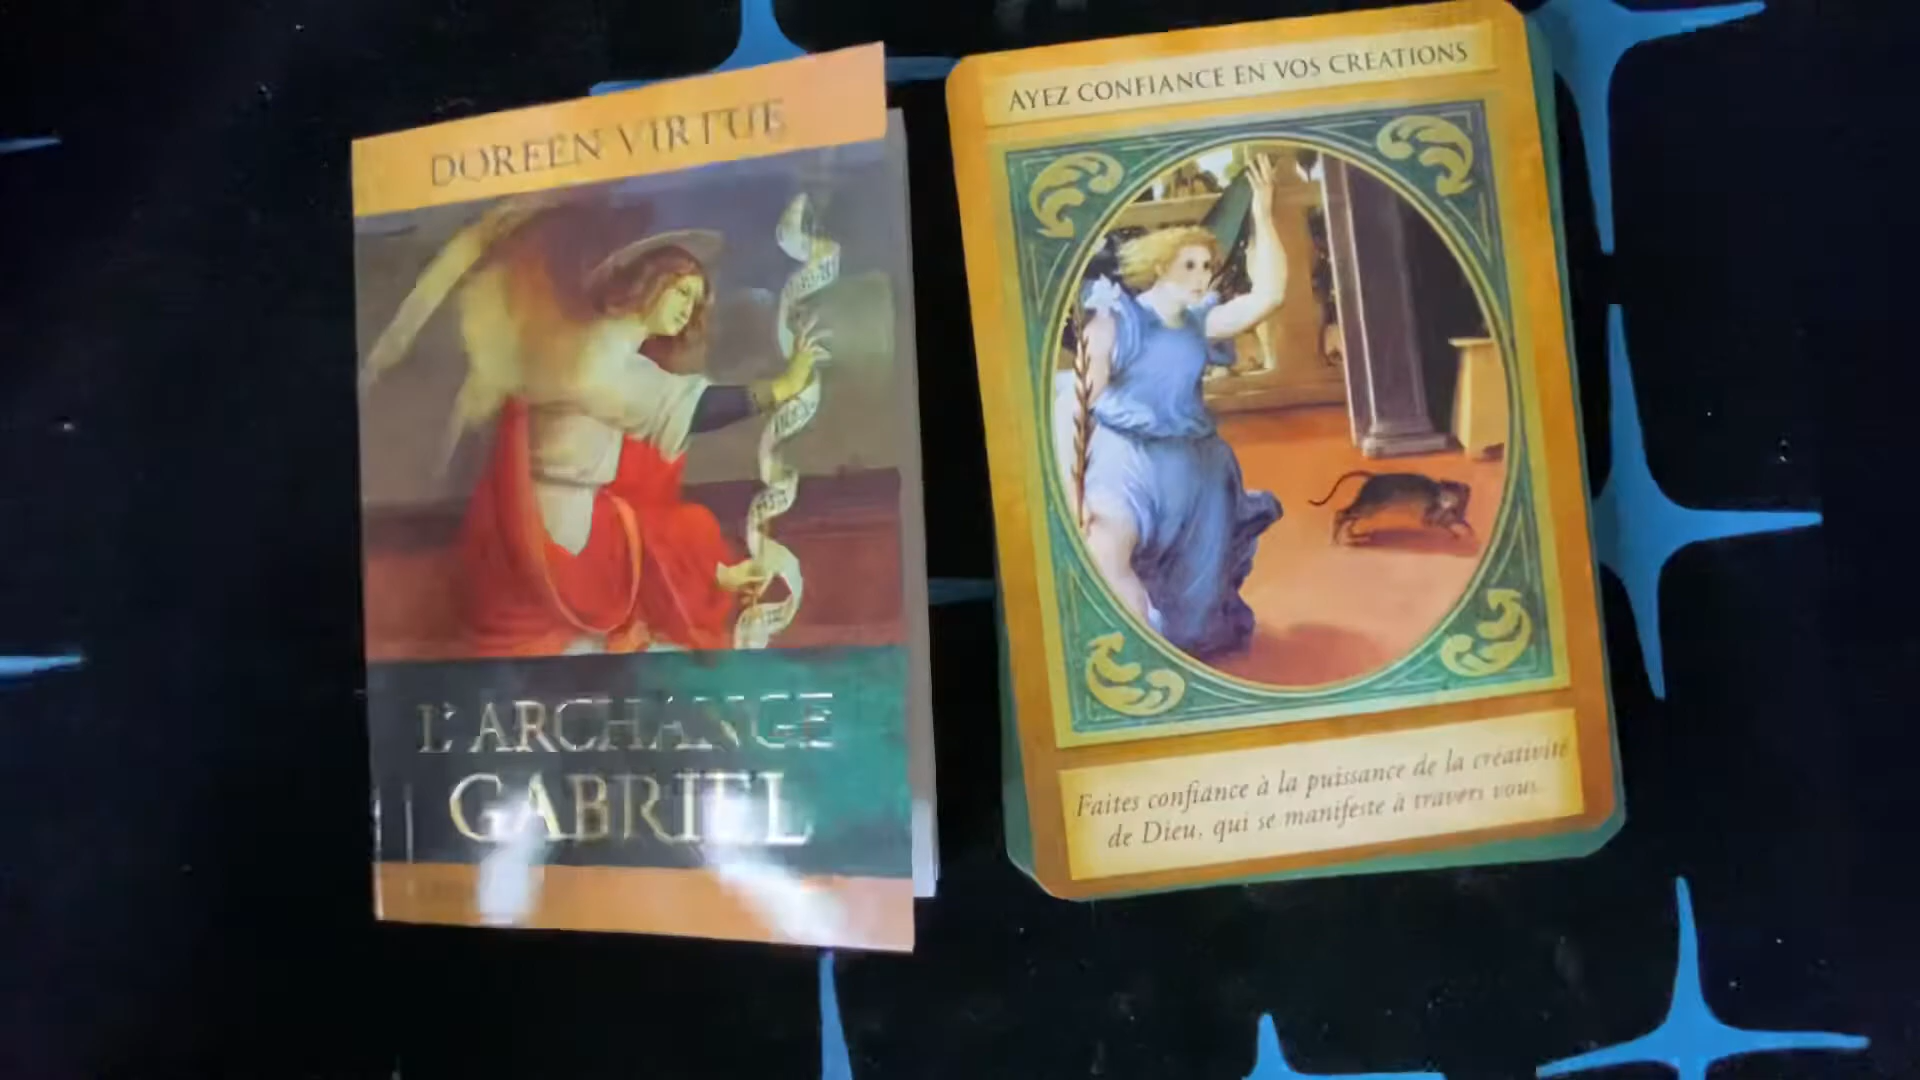 DOREEN VIRTUE
L'ARCHANGE
GABRIEL
AYEZ CONFIANCE EN VOS CRÉATIONS
Faites confiance à la puissance de la créativité
de Dieu, qui se manifeste à travers vous.